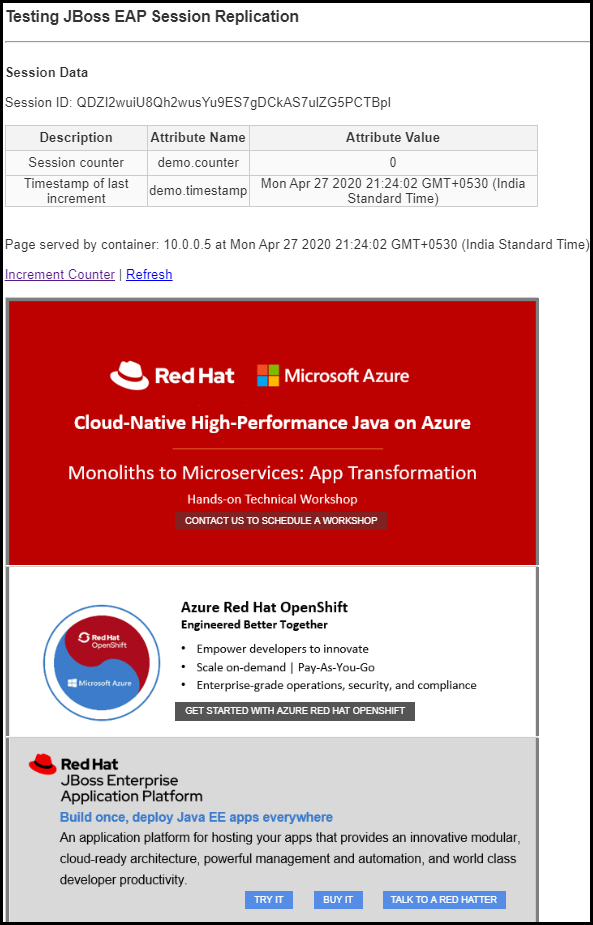 Testing JBoss EAP Session Replication
Session Data
Session ID: QDZI2wuiU8Qh2wusYu9ES7gDCkAS7ulZG5PCTBpl
Description Attribute Name Attribute Value
Session counter demo.counter 0
Timestamp of last increment demo.timestamp Mon Apr 27 2020 21:24:02 GMT+0530 (India Standard Time)
Page served by container: 10.0.0.5 at Mon Apr 27 2020 21:24:02 GMT+0530 (India Standard Time)
Increment Counter | Refresh
Red Hat Microsoft Azure
Cloud-Native High-Performance Java on Azure
Monoliths to Microservices: App Transformation
Hands-on Technical Workshop
CONTACT US TO SCHEDULE A WORKSHOP
Azure Red Hat OpenShift
Engineered Better Together
Red Hat
OpenShift
Microsoft Azure
• Empower developers to innovate
• Scale on-demand | Pay-As-You-Go
• Enterprise-grade operations, security, and compliance
GET STARTED WITH AZURE RED HAT OPENSHIFT
Red Hat
JBoss Enterprise
Application Platform
Build once, deploy Java EE apps everywhere
An application platform for hosting your apps that provides an innovative modular,
cloud-ready architecture, powerful management and automation, and world class
developer productivity.
TRY IT BUY IT TALK TO A RED HATTER